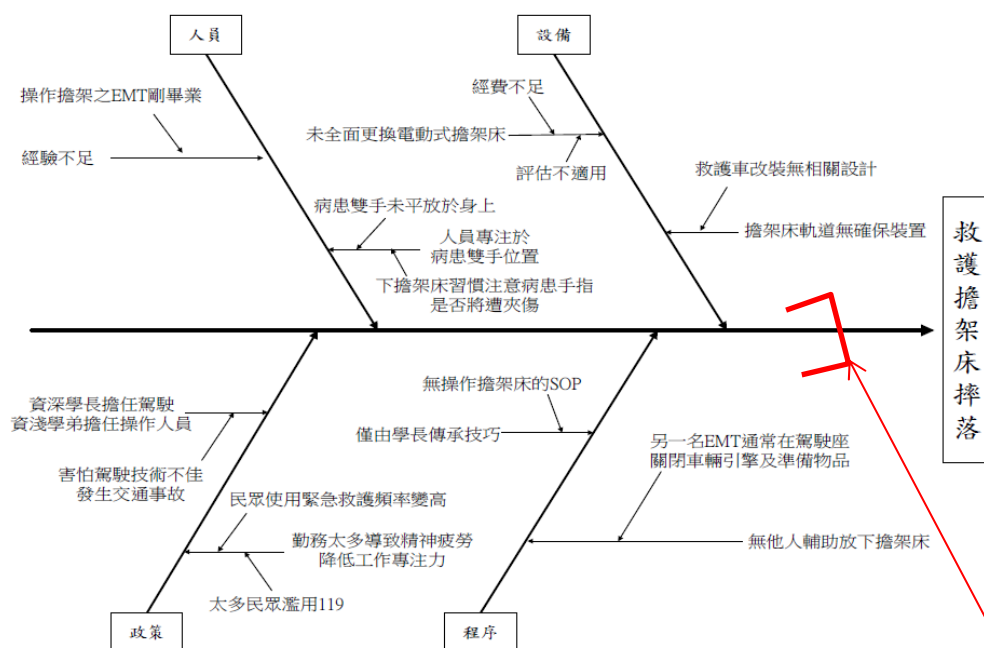 人員
設備
操作擔架之EMT剛畢業
經驗不足
病患雙手未平放於身上
人員專注於
病患雙手位置
下擔架床習慣注意病患手指
是否將遭夾傷
經費不足
未全面更換電動式擔架床
評估不適用
救護車改裝無相關設計
擔架床軌道無確保裝置
救護擔架床摔落
資深學長擔任駕駛
資淺學弟擔任操作人員
害怕駕駛技術不佳
發生交通事故
民眾使用緊急救護頻率變高
勤務太多導致精神疲勞
降低工作專注力
太多民眾濫用119
無操作擔架床的SOP
僅由學長傳承技巧
另一名EMT通常在駕駛座
關閉車輛引擎及準備物品
無他人輔助放下擔架床
政策
程序